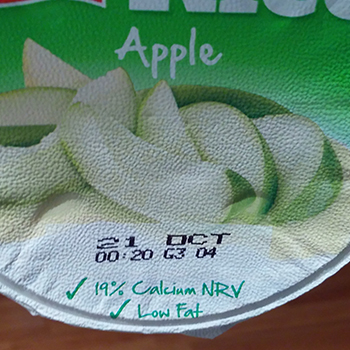 Apple
21 OCT
00:20 G3 04
✓ 19% Calcium NRV
✓ Low Fat